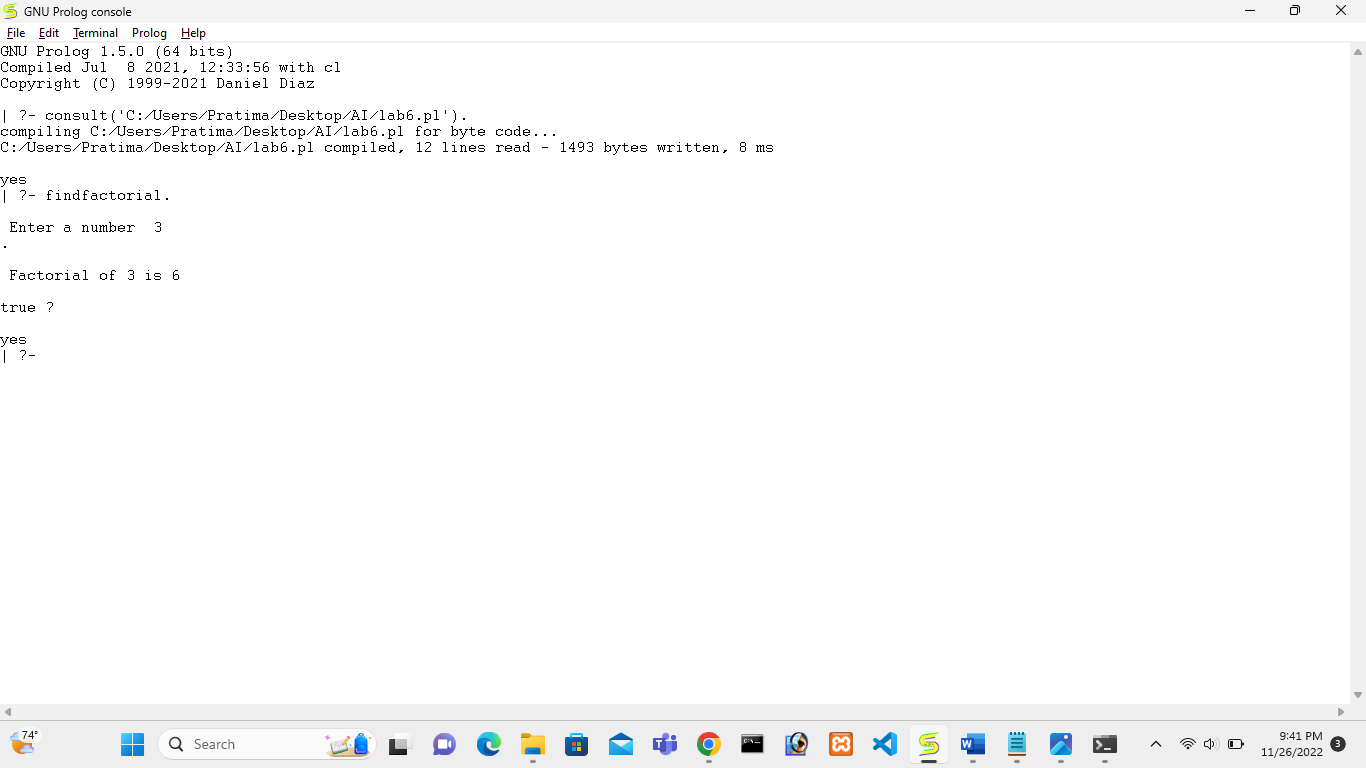 GNU Prolog console
File Edit Terminal Prolog Help
GNU Prolog 1.5.0 (64 bits)
Compiled Jul  8 2021, 12:33:56 with cl
Copyright (C) 1999-2021 Daniel Diaz
| ?- consult('C:/Users/Pratima/Desktop/AI/lab6.pl').
compiling C:/Users/Pratima/Desktop/AI/lab6.pl for byte code...
C:/Users/Pratima/Desktop/AI/lab6.pl compiled, 12 lines read - 1493 bytes written, 8 ms
yes
| ?- findfactorial.
Enter a number  3
.
Factorial of 3 is 6
true ?
yes
| ?-
74°
Search
9:41 PM
11/26/2022
3